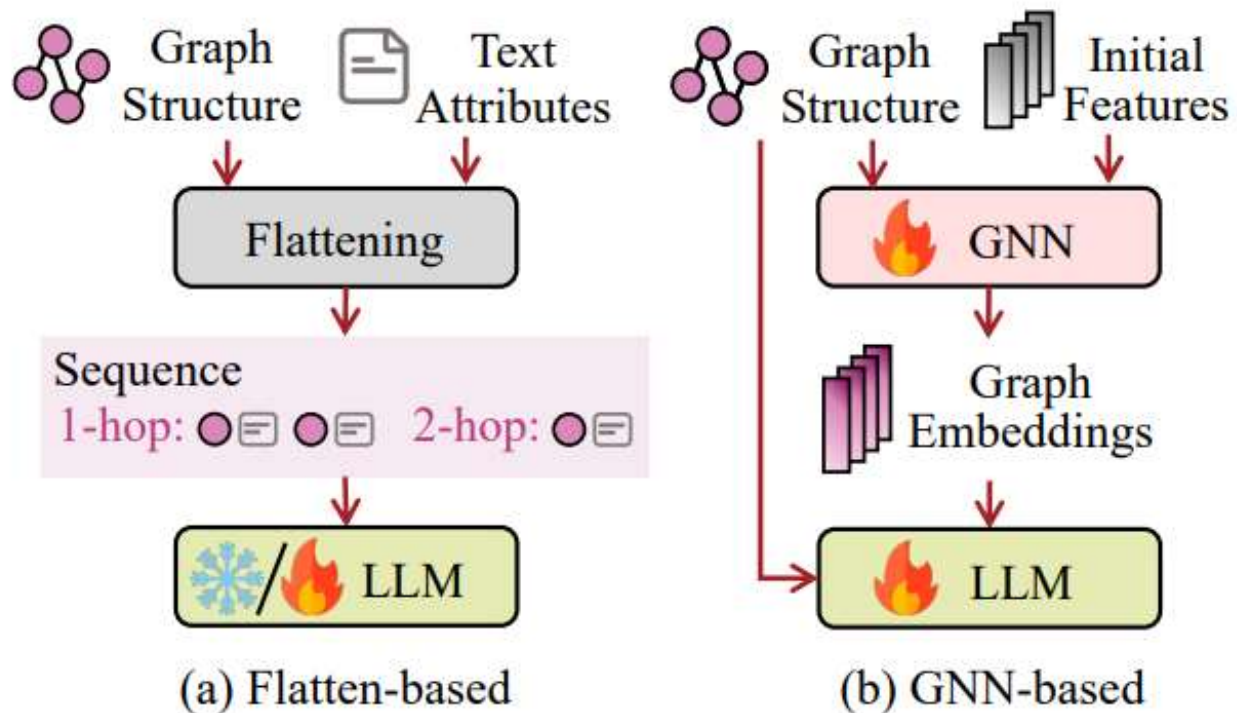 Graph
Structure
Text
Attributes
Flattening
Sequence
1-hop:
2-hop:
LLM
(a) Flatten-based
Graph
Structure
Initial
Features
GNN
Graph
Embeddings
LLM
(b) GNN-based